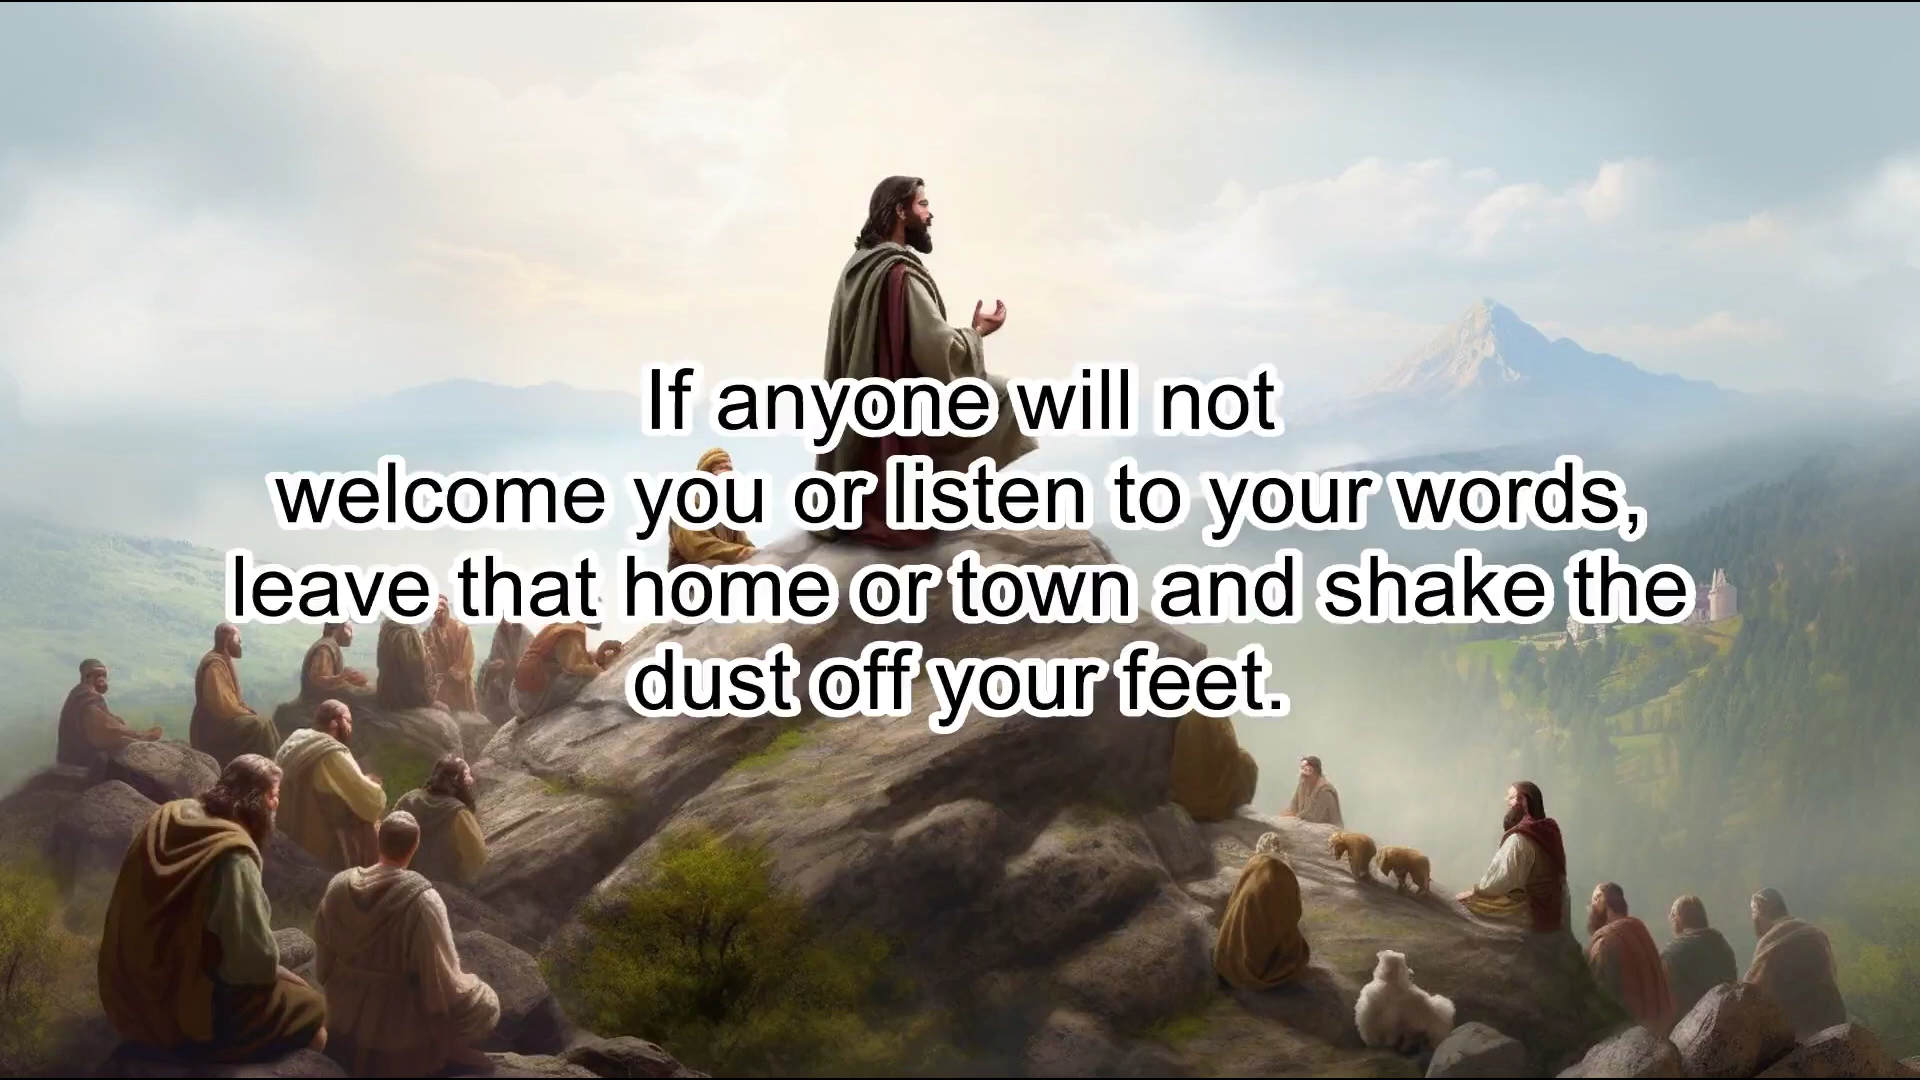 If anyone will not
welcome you or listen to your words,
leave that home or town and shake the
dust off your feet.